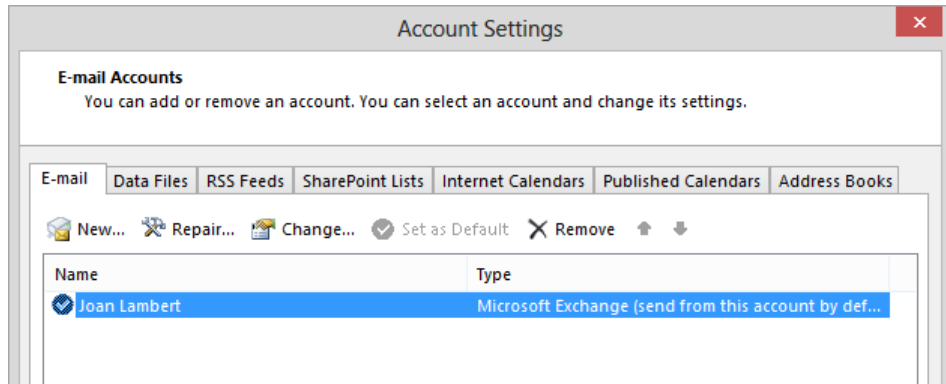 Account Settings
E-mail Accounts
You can add or remove an account. You can select an account and change its settings.
E-mail Data Files RSS Feeds SharePoint Lists Internet Calendars Published Calendars Address Books
New... Repair... Change... Set as Default Remove
Name Type
Joan Lambert Microsoft Exchange (send from this account by def...